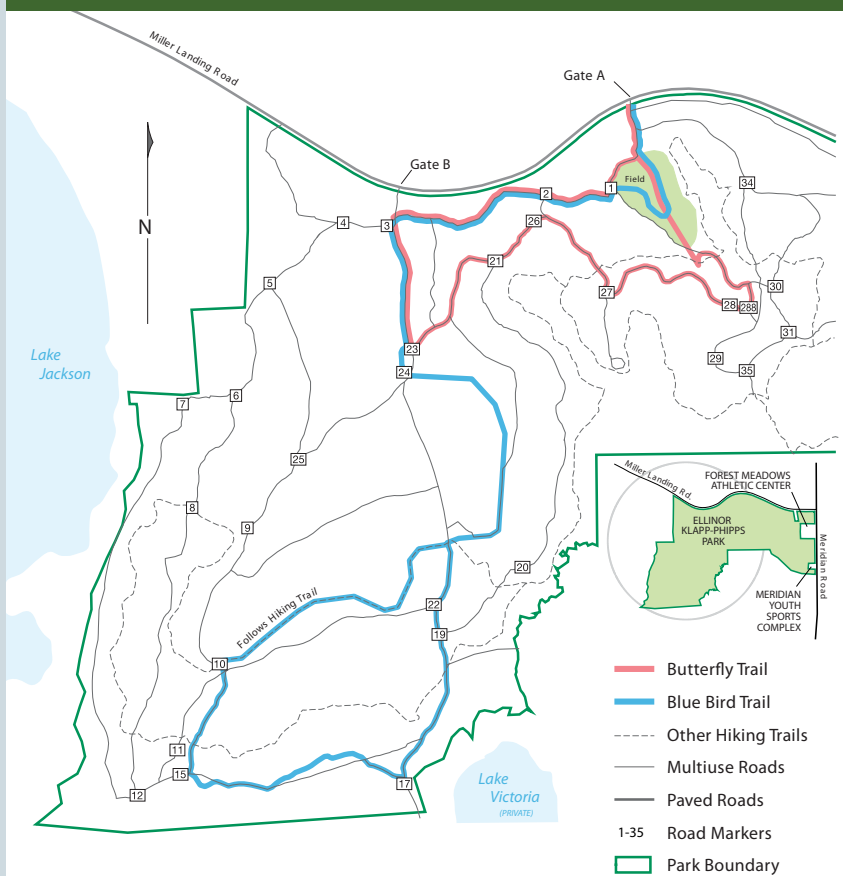 Miller Landing Road
Gate A
Gate B
N
Field
1
2
3
4
5
6
7
8
9
10
11
12
15
17
19
20
21
22
23
24
25
26
27
28
288
29
30
31
34
35
Lake
Jackson
Follows Hiking Trail
Lake
Victoria
(PRIVATE)
Miller Landing Rd.
FOREST MEADOWS
ATHLETIC CENTER
ELLINOR
KLAPP-PHIPPS
PARK
Meridian Road
MERIDIAN
YOUTH
SPORTS
COMPLEX
Butterfly Trail
Blue Bird Trail
Other Hiking Trails
Multiuse Roads
Paved Roads
1-35 Road Markers
Park Boundary